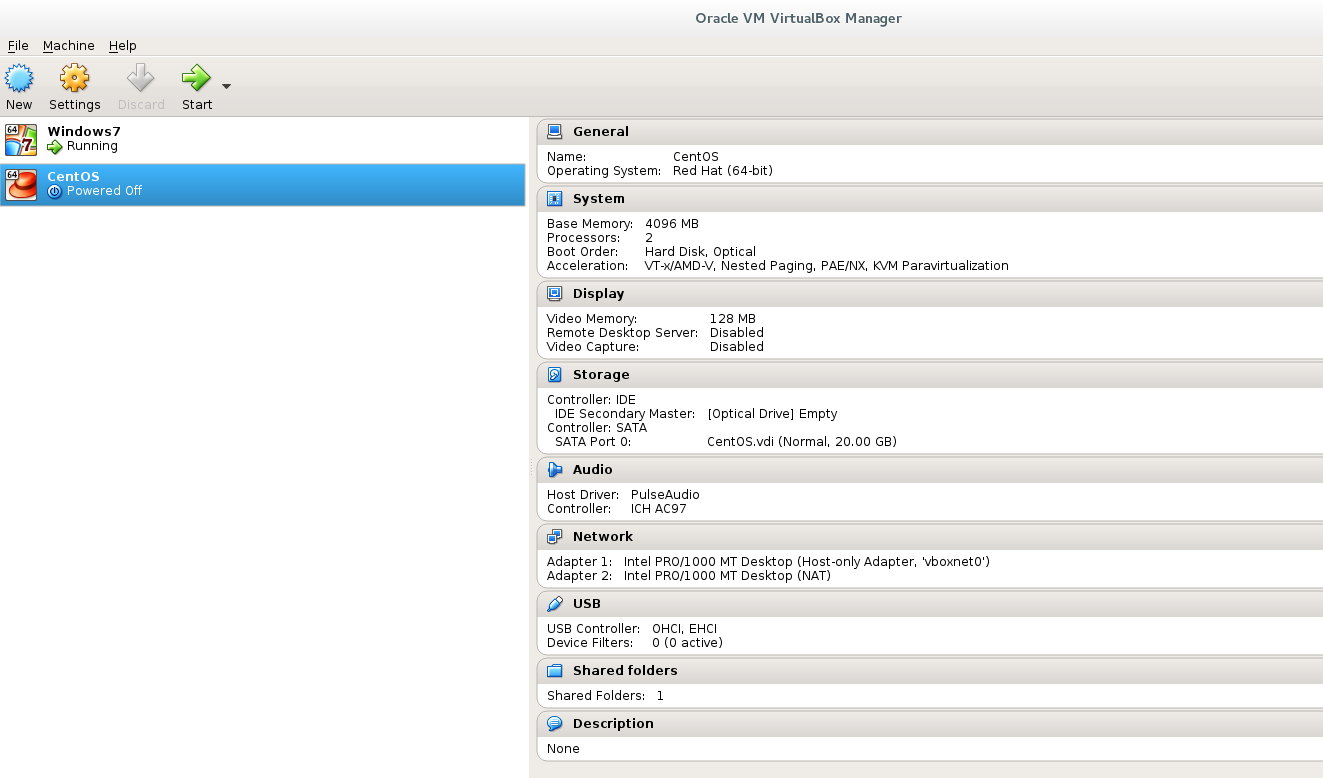 Oracle VM VirtualBox Manager
File Machine Help
New Settings Discard Start
64 7 Windows7
Running
64 CentOS
Powered Off
General
Name: CentOS
Operating System: Red Hat (64-bit)
System
Base Memory: 4096 MB
Processors: 2
Boot Order: Hard Disk, Optical
Acceleration: VT-x/AMD-V, Nested Paging, PAE/NX, KVM Paravirtualization
Display
Video Memory: 128 MB
Remote Desktop Server: Disabled
Video Capture: Disabled
Storage
Controller: IDE
IDE Secondary Master: [Optical Drive] Empty
Controller: SATA
SATA Port 0: CentOS.vdi (Normal, 20.00 GB)
Audio
Host Driver: PulseAudio
Controller: ICH AC97
Network
Adapter 1: Intel PRO/1000 MT Desktop (Host-only Adapter, 'vboxnet0')
Adapter 2: Intel PRO/1000 MT Desktop (NAT)
USB
USB Controller: OHCI, EHCI
Device Filters: 0 (0 active)
Shared folders
Shared Folders: 1
Description
None